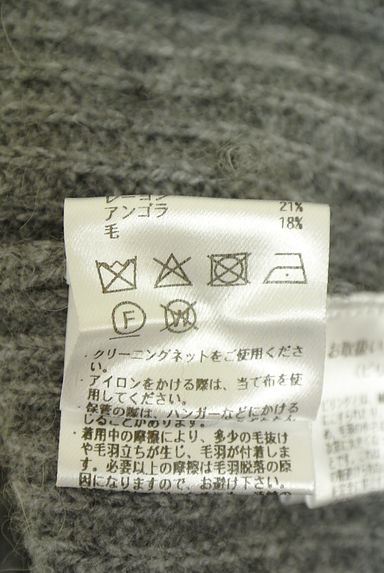 レーヨン 21%
アンゴラ 18%
毛
F
W
・クリーニングネットをご使用くださ
い。
・アイロンをかける際は、当て布を使
用してください。
・保管の際は、ハンガーなどにかける
・着用中の摩擦により、多少の毛抜け
や毛羽立ちが生じ、毛羽が付着しま
す。必要以上の摩擦は毛羽脱落の原
因になりますので、お避け下さい。
お取扱い